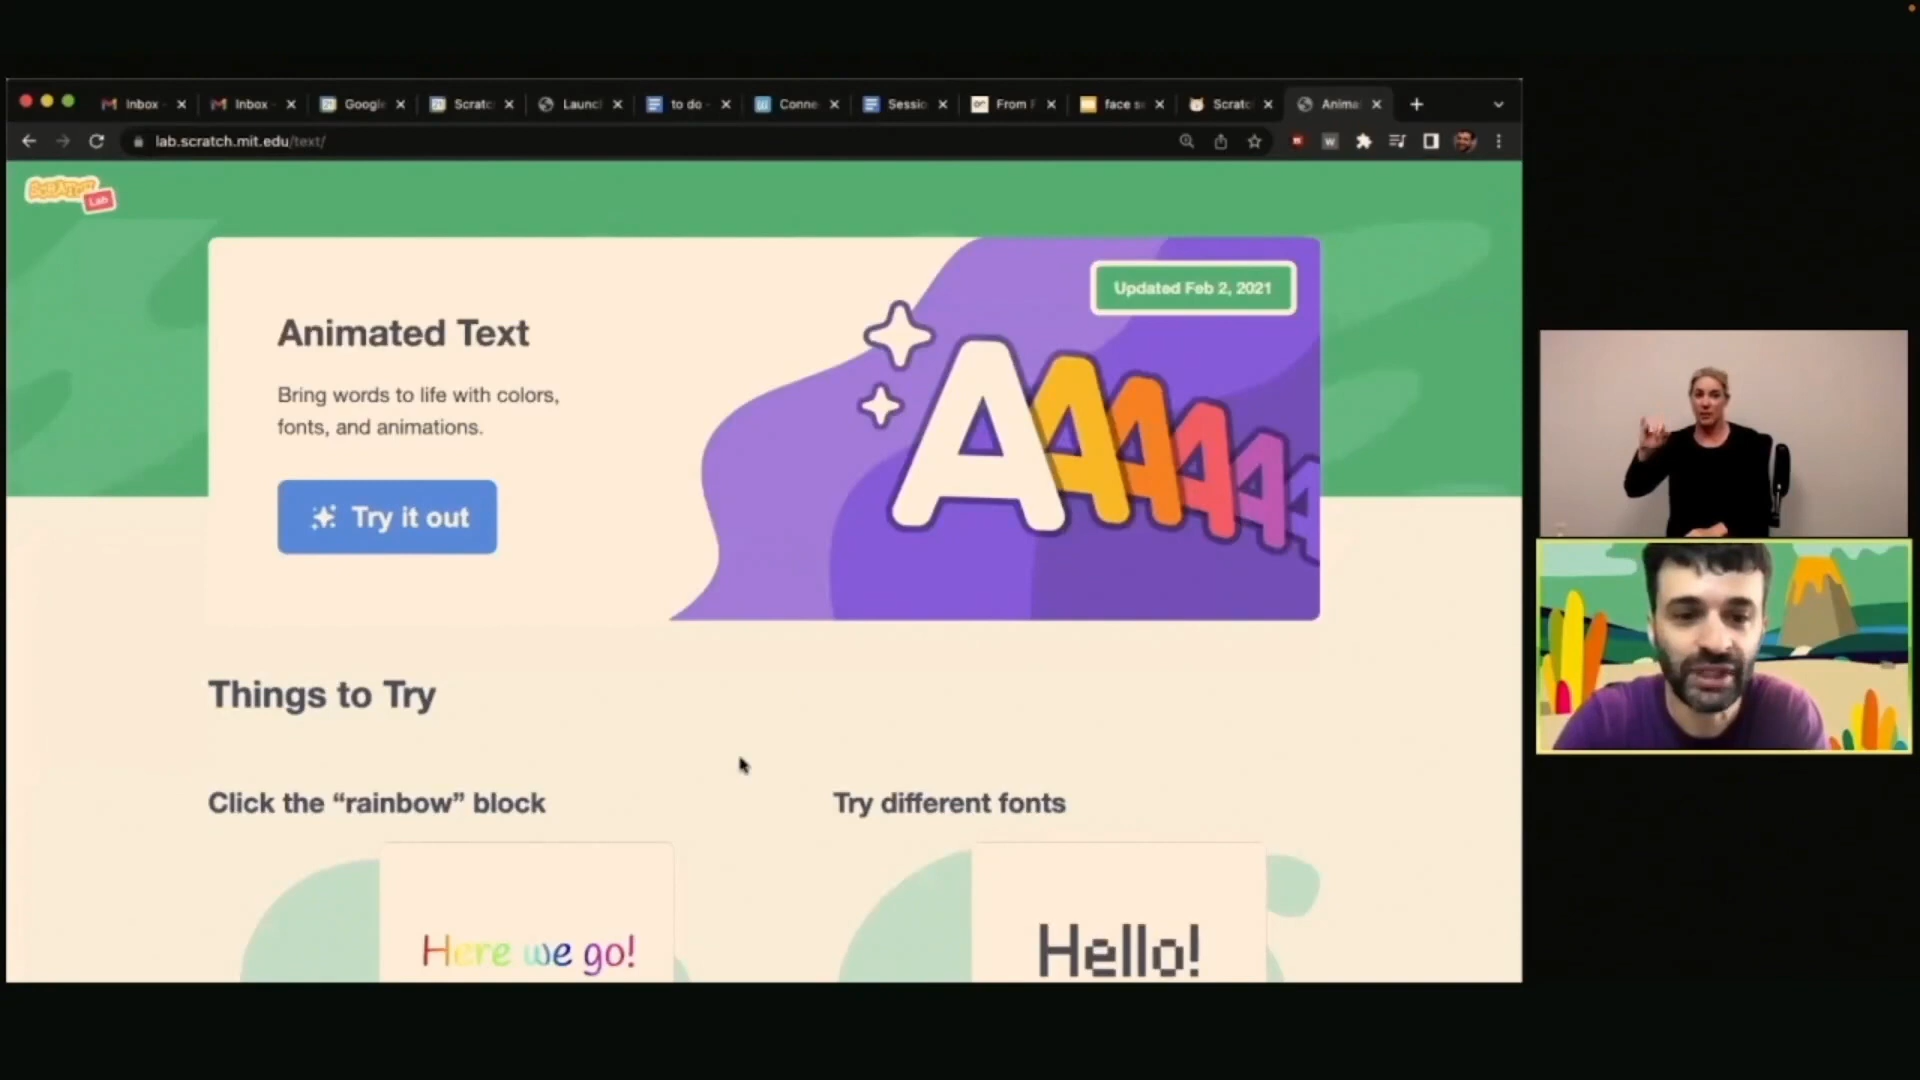 Inbox
Inbox
Google
Scratc
Launc
to do
Conne
Sessio
From F
face s
Scratc
Anima
lab.scratch.mit.edu/text/
SCRATCH
Lab
Updated Feb 2, 2021
Animated Text
Bring words to life with colors,
fonts, and animations.
Try it out
AAAAAA
Things to Try
Click the “rainbow” block
Try different fonts
Here we go!
Hello!